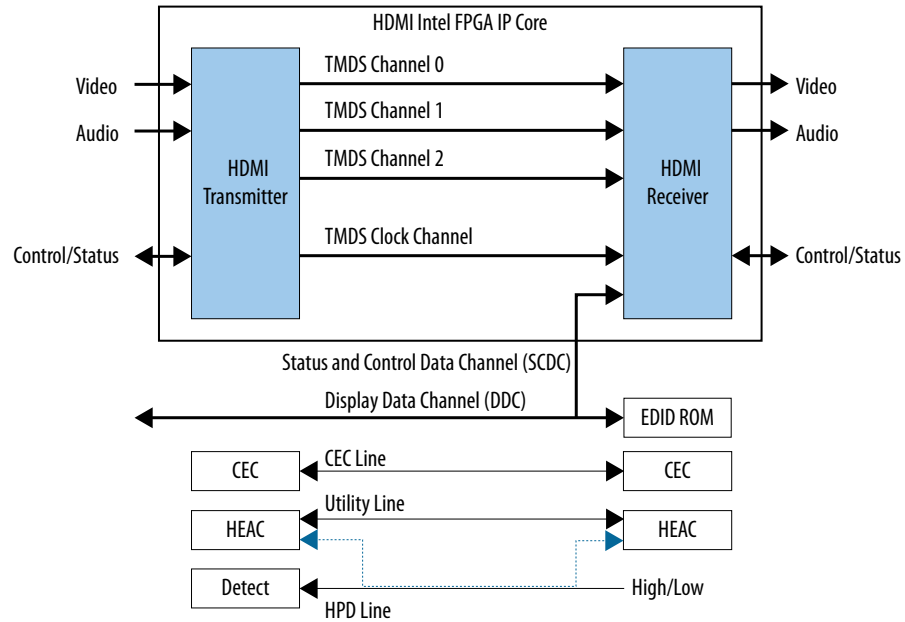 HDMI Intel FPGA IP Core
TMDS Channel 0
Video
Video
TMDS Channel 1
Audio
Audio
TMDS Channel 2
HDMI
Transmitter
HDMI
Receiver
TMDS Clock Channel
Control/Status
Control/Status
Status and Control Data Channel (SCDC)
Display Data Channel (DDC)
EDID ROM
CEC
CEC Line
CEC
Utility Line
HEAC
HEAC
Detect
High/Low
HPD Line